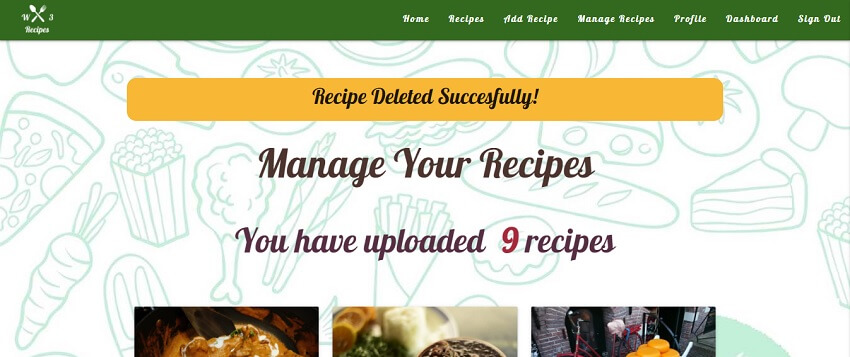 W 3
Recipes
Home Recipes Add Recipe Manage Recipes Profile Dashboard Sign Out
Recipe Deleted Succesfully!
Manage Your Recipes
You have uploaded 9 recipes